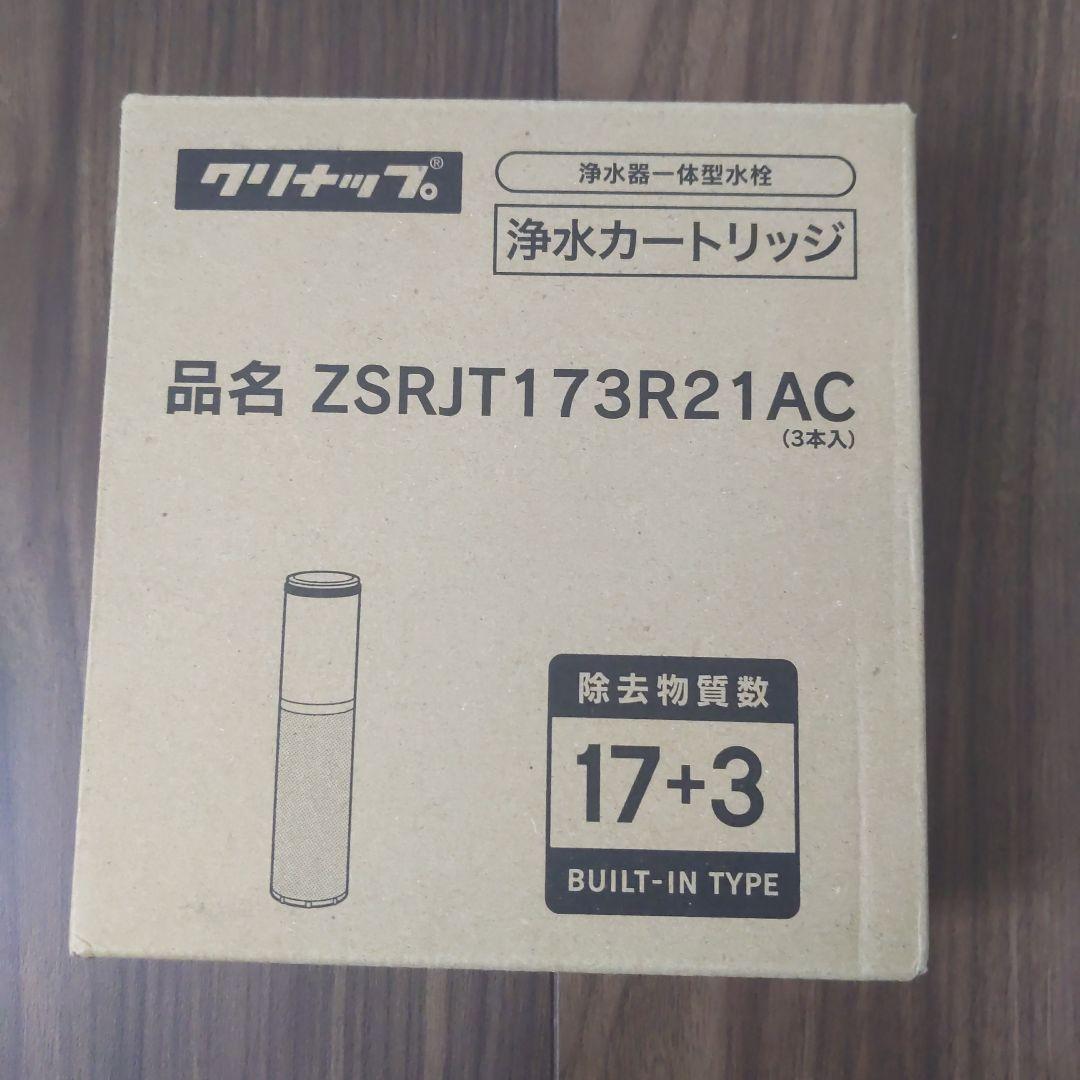 クリナップ®
浄水器一体型水栓
浄水カートリッジ
品名 ZSRJT173R21AC
(3本入)
除去物質数
17+3
BUILT-IN TYPE